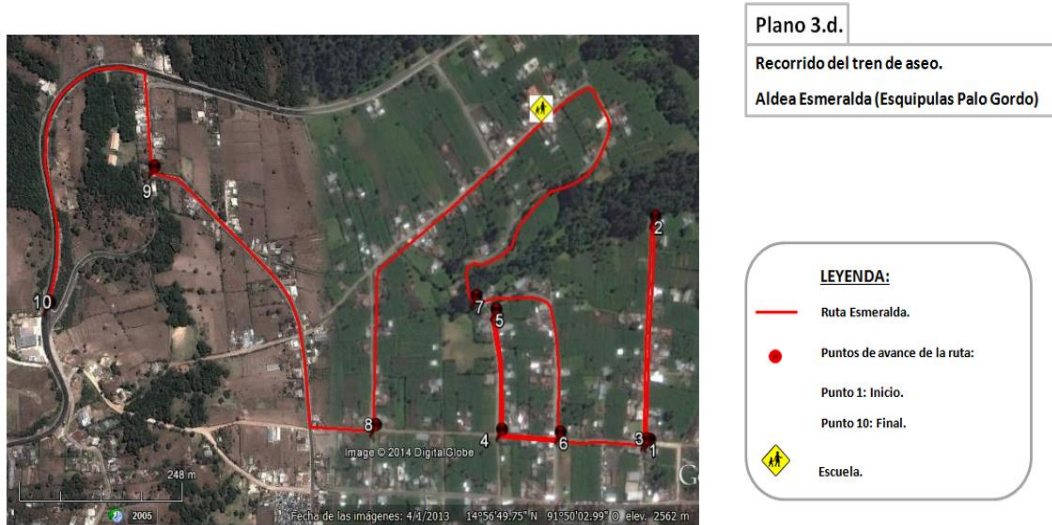 Plano 3.d.
Recorrido del tren de aseo.
Aldea Esmeralda (Esquipulas Palo Gordo)
2
9
10
7
5
8
4
6
3
1
Image © 2014 DigitalGlobe
G
248 m
2005
Fecha de las imágenes: 4/1/2013 14°56'49.75" N 91°50'02.99" O elev. 2562 m
LEYENDA:
Ruta Esmeralda.
Puntos de avance de la ruta:
Punto 1: Inicio.
Punto 10: Final.
Escuela.